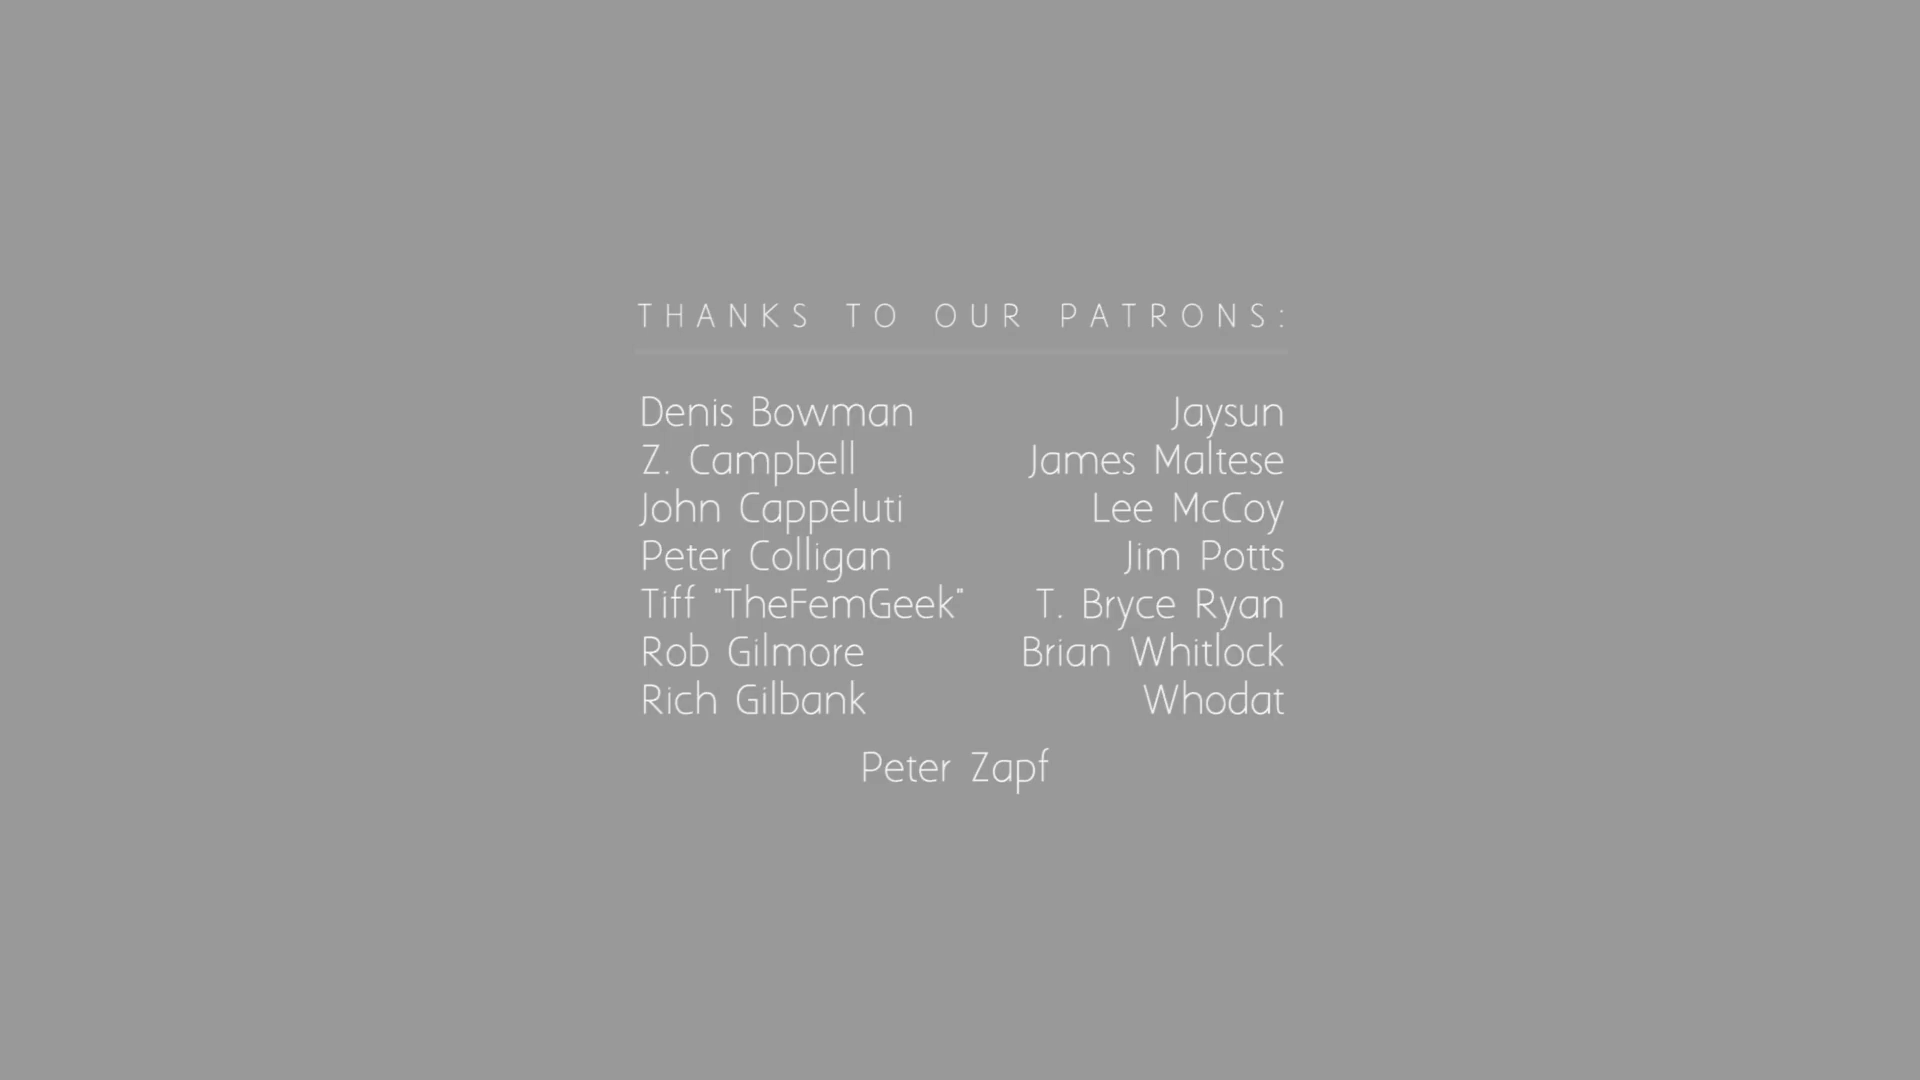 THANKS TO OUR PATRONS:
Denis Bowman
Z. Campbell
John Cappeluti
Peter Colligan
Tiff "TheFemGeek"
Rob Gilmore
Rich Gilbank
Jaysun
James Maltese
Lee McCoy
Jim Potts
T. Bryce Ryan
Brian Whitlock
Whodat
Peter Zapf